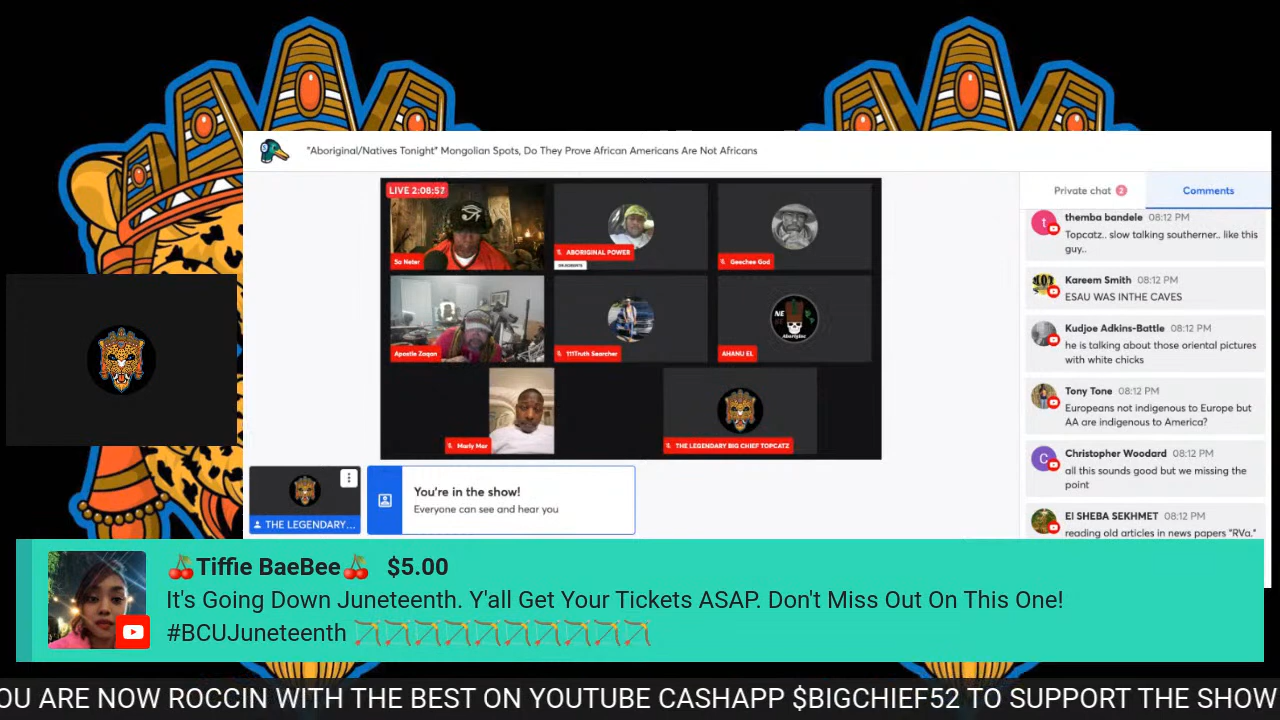 "Aboriginal/Natives Tonight" Mongolian Spots, Do They Prove African Americans Are Not Africans
LIVE 2:08:57
Sa Neter
ABORIGINAL POWER
Geechee God
Apostle Zaqan
111Truth Searcher
AHANU EL
NE
Marly Mar
THE LEGENDARY BIG CHIEF TOPCATZ
THE LEGENDARY...
You're in the show!
Everyone can see and hear you
Private chat 2
Comments
themba bandele 08:12 PM
Topcatz.. slow talking southerner.. like this
guy..
Kareem Smith 08:12 PM
ESAU WAS INTHE CAVES
Kudjoe Adkins-Battle 08:12 PM
he is talking about those oriental pictures
with white chicks
Tony Tone 08:12 PM
Europeans not indigenous to Europe but
AA are indigenous to America?
Christopher Woodard 08:12 PM
all this sounds good but we missing the
point
El SHEBA SEKHMET 08:12 PM
reading old articles in news papers "RVa."
🍒Tiffie BaeBee🍒 $5.00
It's Going Down Juneteenth. Y'all Get Your Tickets ASAP. Don't Miss Out On This One!
#BCUJuneteenth 🏹🏹🏹🏹🏹🏹🏹🏹🏹🏹
OU ARE NOW ROCCIN WITH THE BEST ON YOUTUBE CASHAPP $BIGCHIEF52 TO SUPPORT THE SHOW